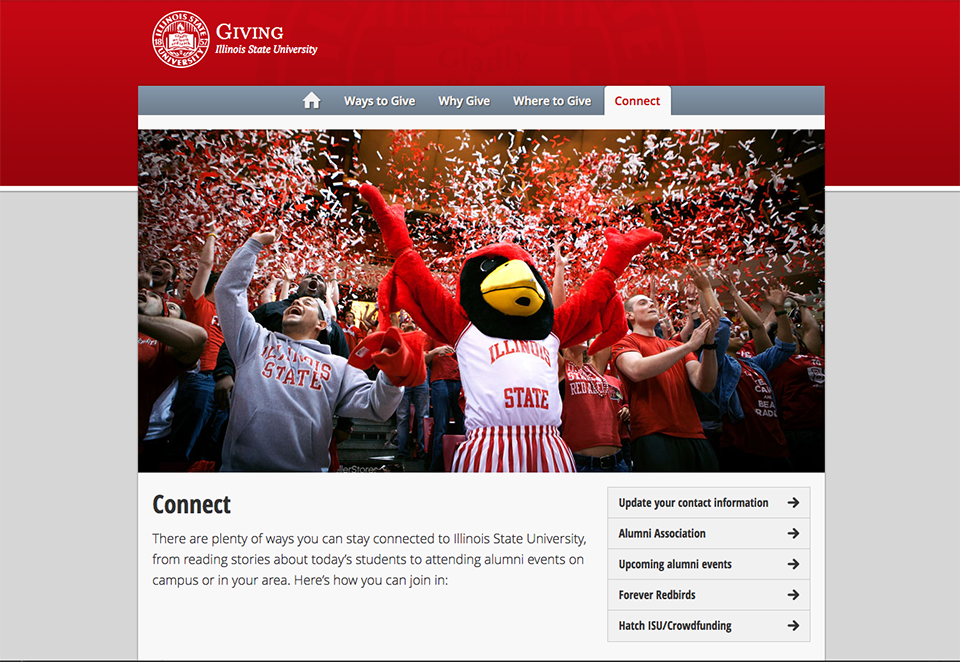 ILLINOIS STATE UNIVERSITY
1857
Giving
Illinois State University
Ways to Give
Why Give
Where to Give
Connect
ILLINOIS
STATE
ILLINOIS
STATE
STATE
REDBIRDS
Connect
There are plenty of ways you can stay connected to Illinois State University,
from reading stories about today's students to attending alumni events on
campus or in your area. Here's how you can join in:
Update your contact information
Alumni Association
Upcoming alumni events
Forever Redbirds
Hatch ISU/Crowdfunding